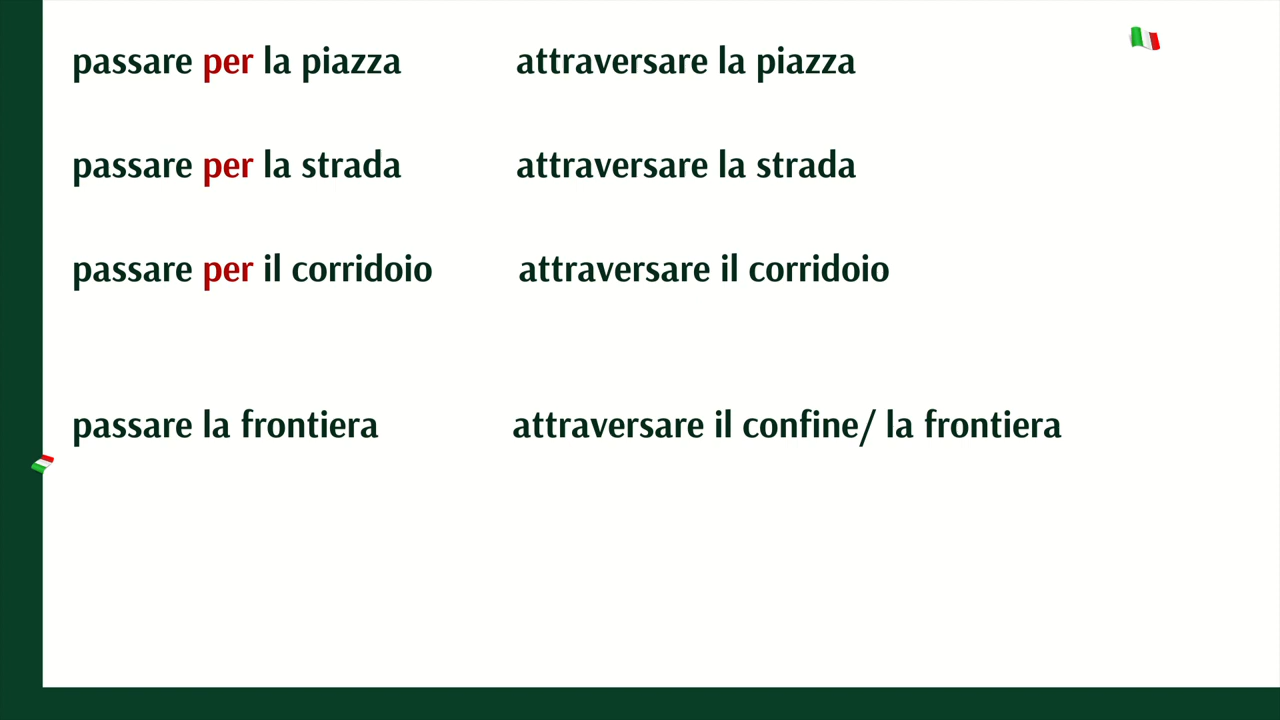 passare per la piazza attraversare la piazza
passare per la strada attraversare la strada
passare per il corridoio attraversare il corridoio
passare la frontiera attraversare il confine/ la frontiera